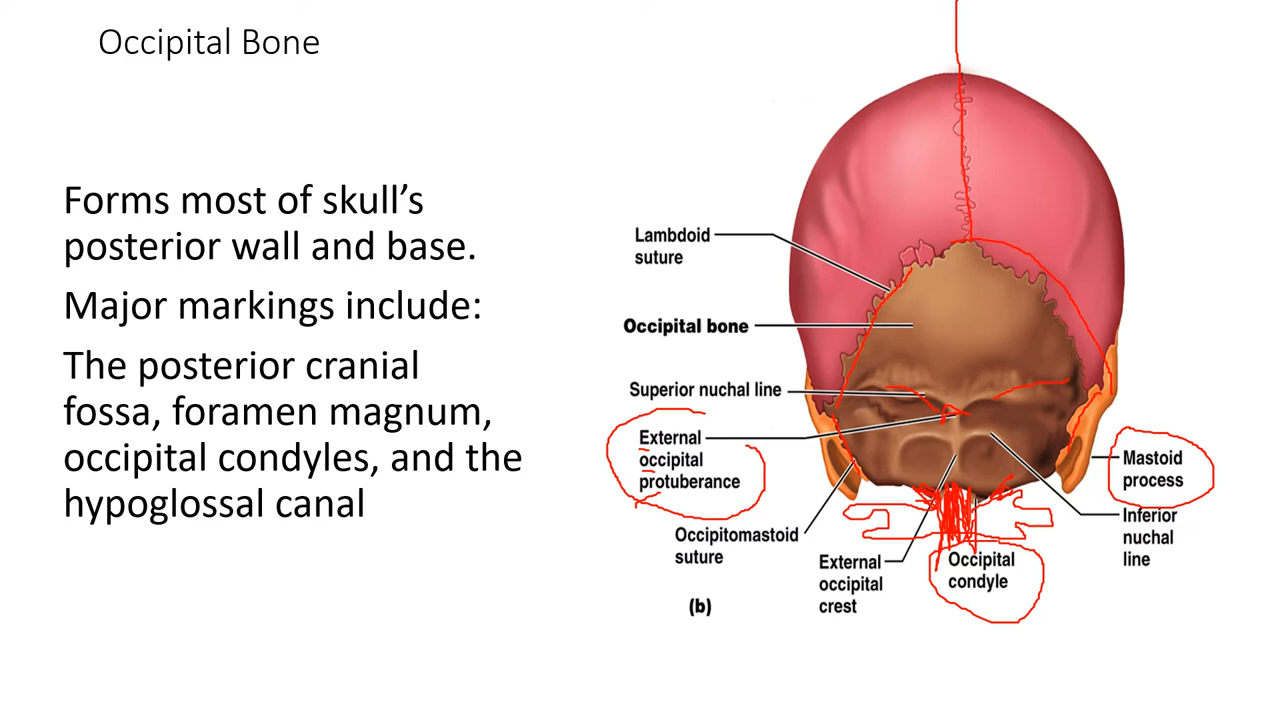 Occipital Bone
Forms most of skull’s
posterior wall and base.
Major markings include:
The posterior cranial
fossa, foramen magnum,
occipital condyles, and the
hypoglossal canal
Lambdoid
suture
Occipital bone
Superior nuchal line
External
occipital
protuberance
Occipitomastoid
suture
External
occipital
crest
Occipital
condyle
Mastoid
process
Inferior
nuchal
line
(b)